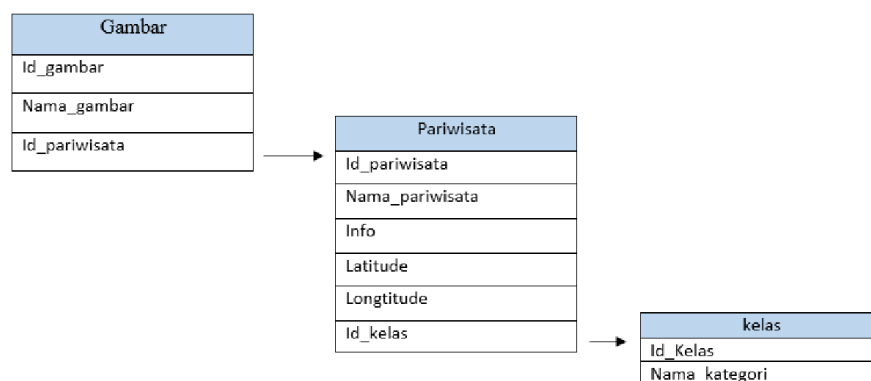 Gambar
Id_gambar
Nama_gambar
Id_pariwisata
Pariwisata
Id_pariwisata
Nama_pariwisata
Info
Latitude
Longtitude
Id_kelas
kelas
Id_Kelas
Nama_kategori